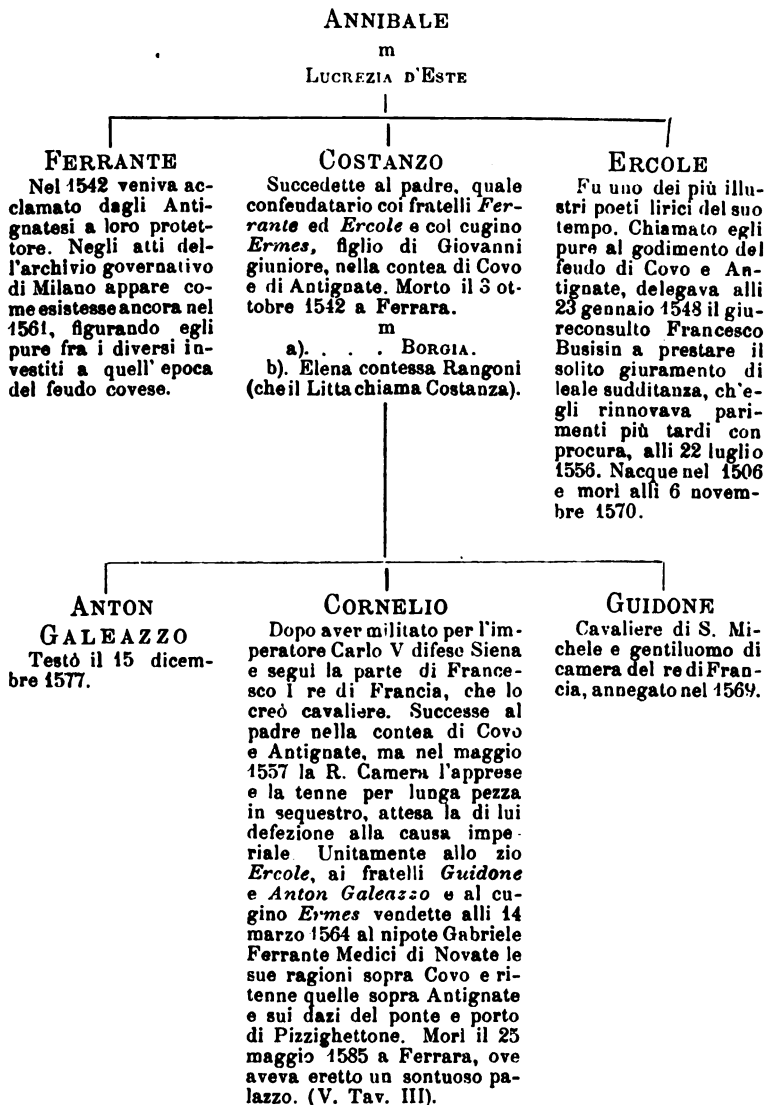 ANNIBALE
m
LUCREZIA D'ESTE
FERRANTE
Nel 1542 veniva ac-
clamato dagli Anti-
gnatesi a loro protet-
tore. Negli atti del-
l'archivio governativo
di Milano appare co-
me esistesse ancora nel
1561, figurando egli
pure fra i diversi in-
vestiti a quell' epoca
del feudo covese.
COSTANZO
Succedette al padre, quale
confeudatario coi fratelli Fer-
rante ed Ercole e col cugino
Ermes, figlio di Giovanni
giuniore, nella contea di Covo
e di Antignate. Morto il 3 ot-
tobre 1542 a Ferrara.
m
a). . . . BORGIA.
b). Elena contessa Rangoni
(che il Litta chiama Costanza).
ERCOLE
Fu uno dei più illu-
stri poeti lirici del suo
tempo. Chiamato egli
pure al godimento del
feudo di Covo e An-
tignate, delegava alli
23 gennaio 1548 il giu-
reconsulto Francesco
Busisin a prestare il
solito giuramento di
leale sudditanza, ch'e-
gli rinnovava pari-
menti più tardi con
procura, alli 22 luglio
1556. Nacque nel 1506
e morì alli 6 novem-
bre 1570.
ANTON
GALEAZZO
Testò il 15 dicem-
bre 1577.
CORNELIO
Dopo aver militato per l'im-
peratore Carlo V difese Siena
e seguì la parte di France-
sco I re di Francia, che lo
creò cavaliere. Successe al
padre nella contea di Covo
e Antignate, ma nel maggio
1557 la R. Camera l'apprese
e la tenne per lunga pezza
in sequestro, attesa la di lui
defezione alla causa impe-
riale. Unitamente allo zio
Ercole, ai fratelli Guidone
e Anton Galeazzo e al cu-
gino Ermes vendette alli 14
marzo 1564 al nipote Gabriele
Ferrante Medici di Novate le
sue ragioni sopra Covo e ri-
tenne quelle sopra Antignate
e sui dazi del ponte e porto
di Pizzighettone. Morì il 25
maggio 1585 a Ferrara, ove
aveva eretto un sontuoso pa-
lazzo. (V. Tav. III).
GUIDONE
Cavaliere di S. Mi-
chele e gentiluomo di
camera del re di Fran-
cia, annegato nel 1569.